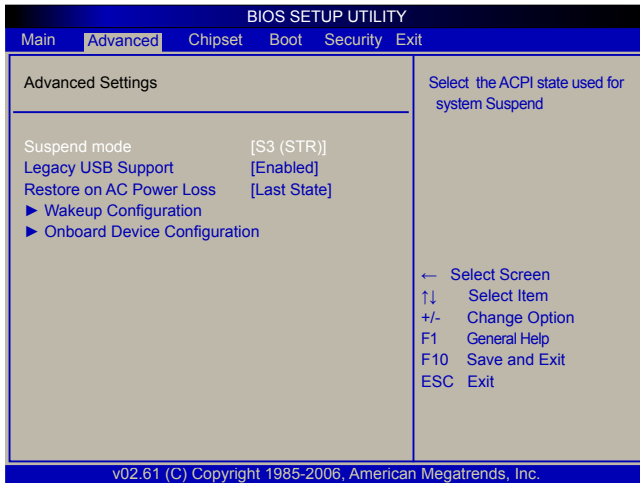 BIOS SETUP UTILITY
Main Advanced Chipset Boot Security Exit
Advanced Settings
Suspend mode [S3 (STR)]
Legacy USB Support [Enabled]
Restore on AC Power Loss [Last State]
► Wakeup Configuration
► Onboard Device Configuration
Select the ACPI state used for
system Suspend
← Select Screen
↑↓ Select Item
+/- Change Option
F1 General Help
F10 Save and Exit
ESC Exit
v02.61 (C) Copyright 1985-2006, American Megatrends, Inc.